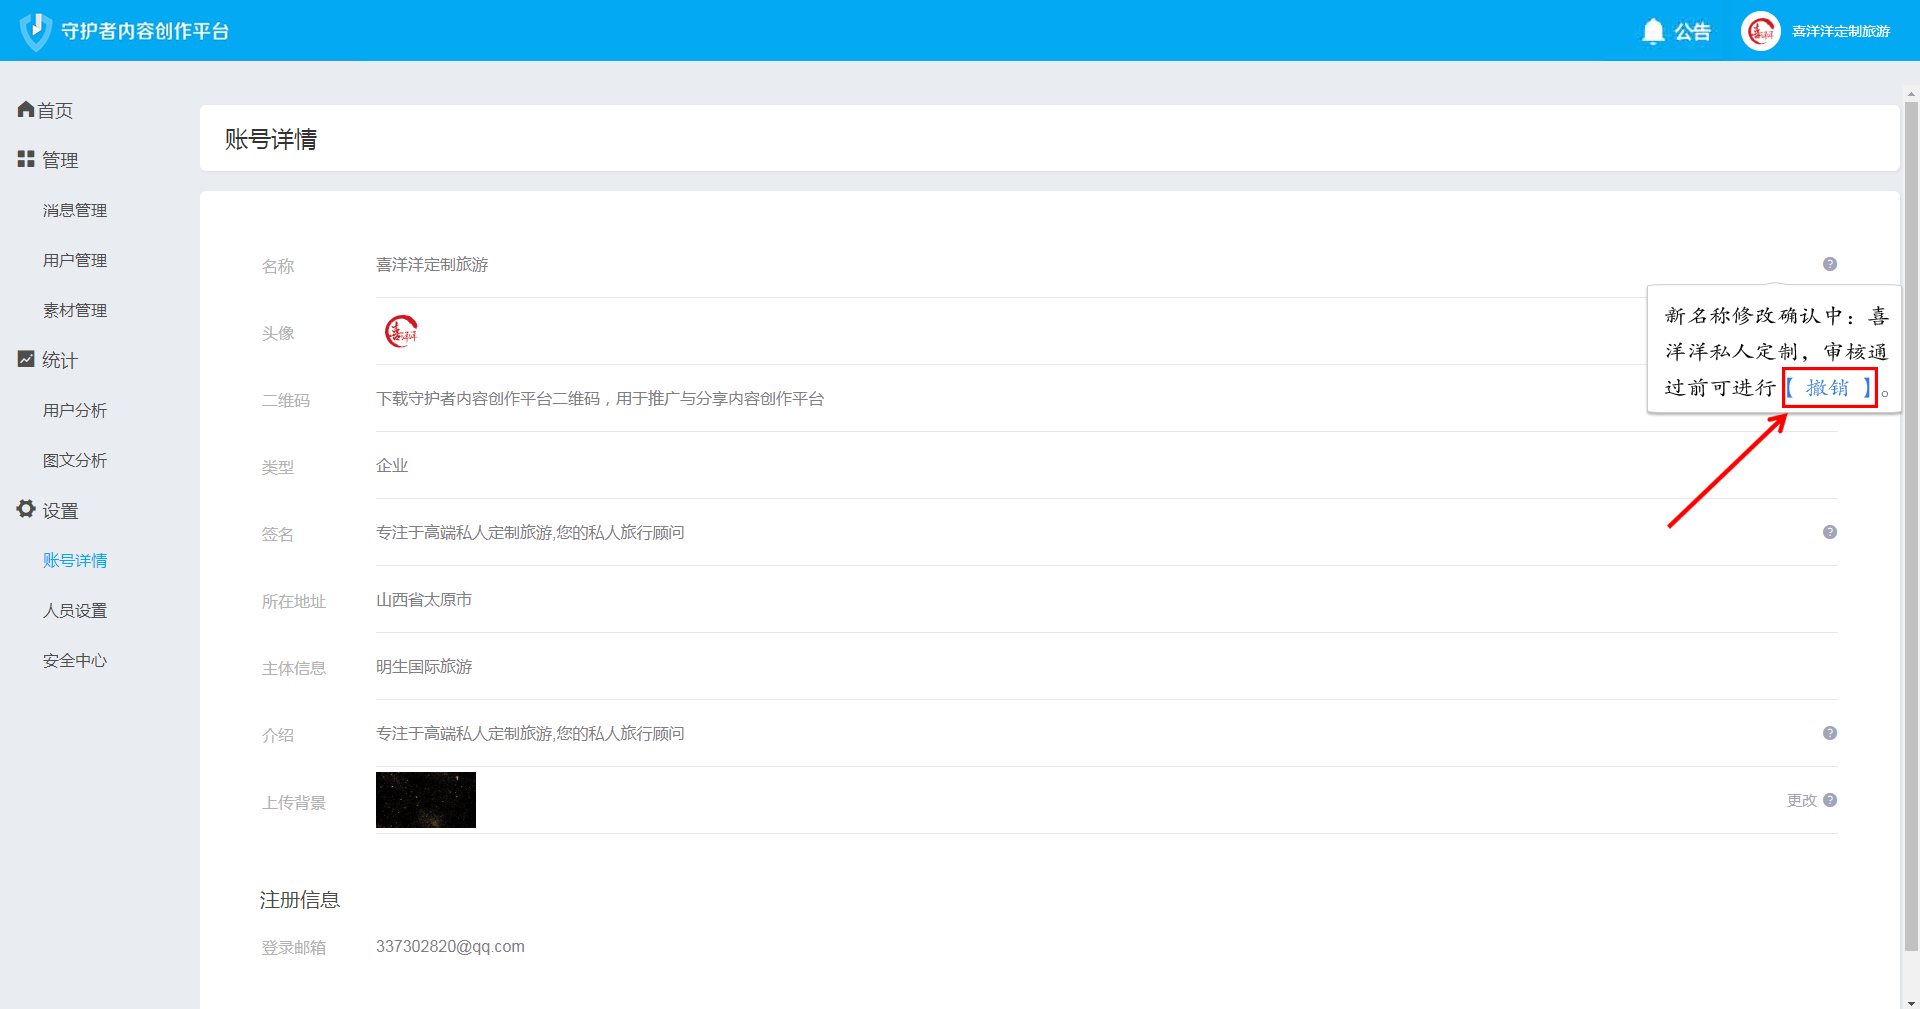 守护者内容创作平台
公告
喜洋洋定制旅游
首页
管理
消息管理
用户管理
素材管理
统计
用户分析
图文分析
设置
账号详情
人员设置
安全中心
账号详情
名称 喜洋洋定制旅游
新名称修改确认中：喜
洋洋私人定制，审核通
过前可进行【 撤销 】。
头像
喜洋洋
二维码 下载守护者内容创作平台二维码，用于推广与分享内容创作平台
类型 企业
签名 专注于高端私人定制旅游,您的私人旅行顾问
所在地址 山西省太原市
主体信息 明生国际旅游
介绍 专注于高端私人定制旅游,您的私人旅行顾问
上传背景 更改
注册信息
登录邮箱 337302820@qq.com